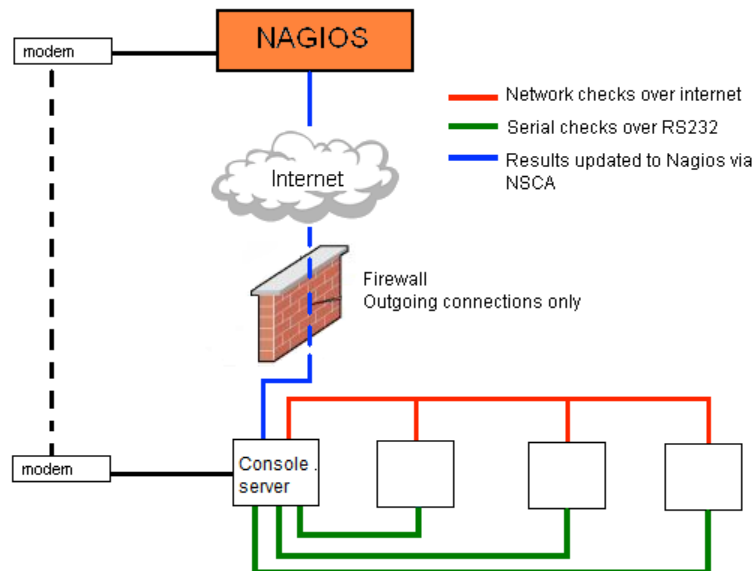 NAGIOS
modem
Network checks over internet
Serial checks over RS232
Results updated to Nagios via
NSCA
Internet
Firewall
Outgoing connections only
modem
Console .
server